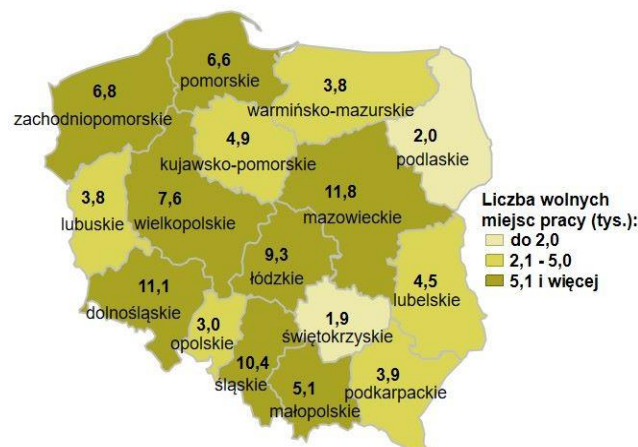 6,6
pomorskie
6,8
zachodniopomorskie
3,8
warmińsko-mazurskie
2,0
podlaskie
4,9
kujawsko-pomorskie
3,8
lubuskie
7,6
wielkopolskie
11,8
mazowieckie
9,3
łódzkie
11,1
dolnośląskie
3,0
opolskie
10,4
śląskie
1,9
świętokrzyskie
4,5
lubelskie
5,1
małopolskie
3,9
podkarpackie
Liczba wolnych
miejsc pracy (tys.):
do 2,0
2,1 - 5,0
5,1 i więcej